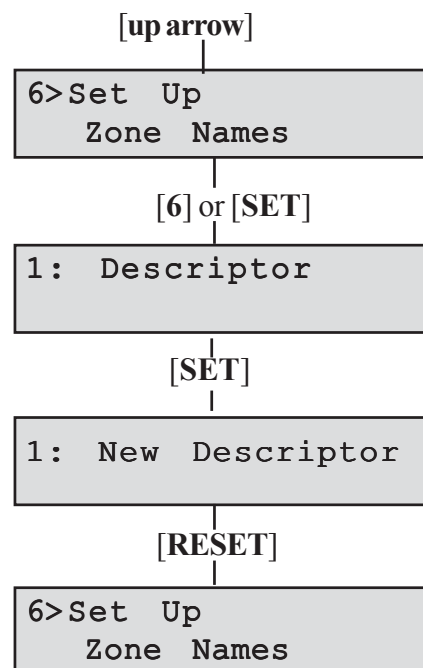 [up arrow]
6>Set Up
Zone Names
[6] or [SET]
1: Descriptor
[SET]
1: New Descriptor
[RESET]
6>Set Up
Zone Names